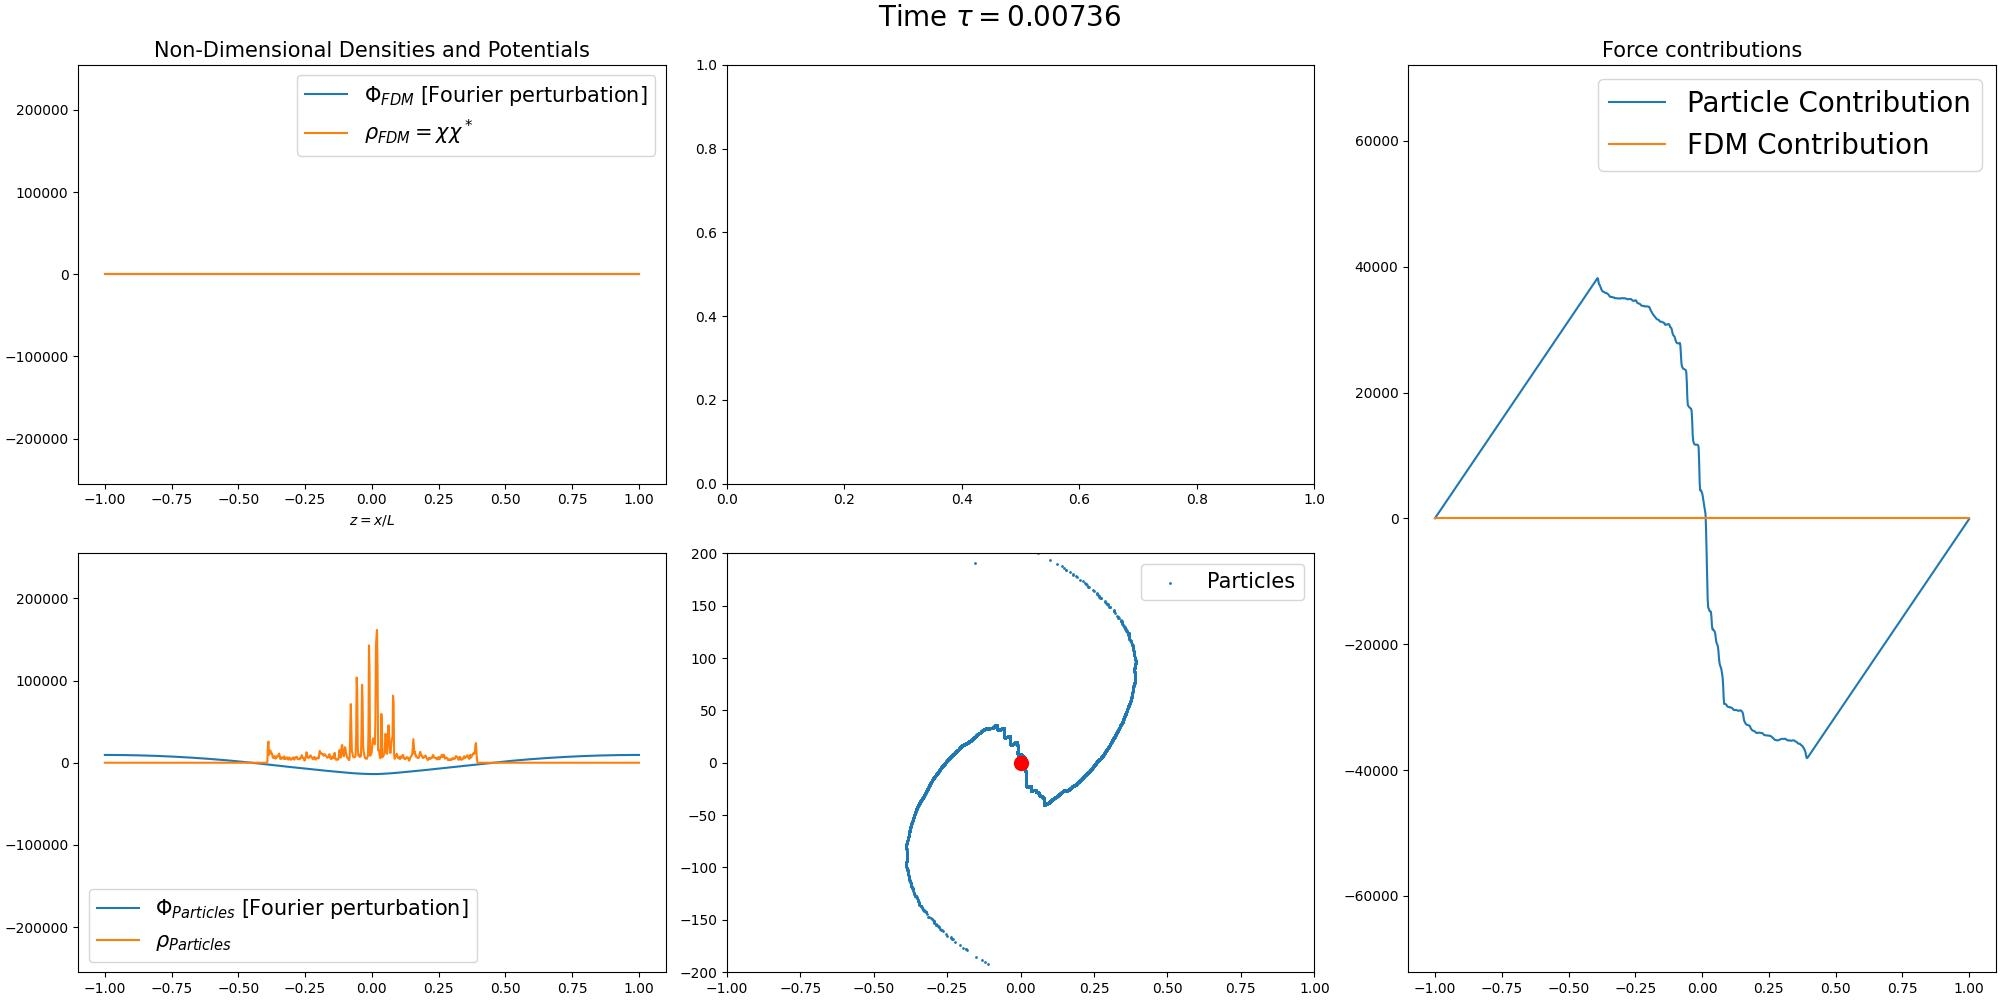 Time τ = 0.00736
Non-Dimensional Densities and Potentials
Φ_FDM [Fourier perturbation]
ρ_FDM = χχ*
200000
100000
0
−100000
−200000
−1.00 −0.75 −0.50 −0.25 0.00 0.25 0.50 0.75 1.00
z = x/L
1.0
0.8
0.6
0.4
0.2
0.0
0.0 0.2 0.4 0.6 0.8 1.0
Force contributions
Particle Contribution
FDM Contribution
60000
40000
20000
0
−20000
−40000
−60000
−1.00 −0.75 −0.50 −0.25 0.00 0.25 0.50 0.75 1.00
200000
100000
0
−100000
−200000
Φ_Particles [Fourier perturbation]
ρ_Particles
−1.00 −0.75 −0.50 −0.25 0.00 0.25 0.50 0.75 1.00
Particles
200
150
100
50
0
−50
−100
−150
−200
−1.00 −0.75 −0.50 −0.25 0.00 0.25 0.50 0.75 1.00